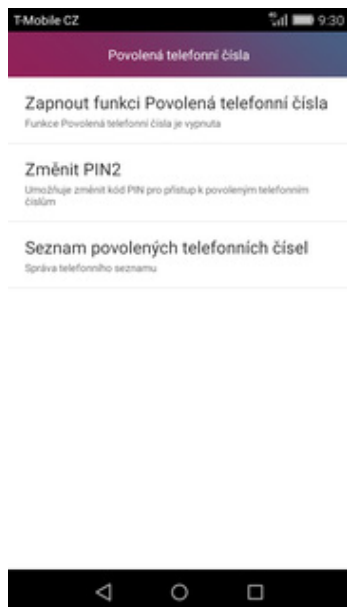 T-Mobile CZ 9:30
Povolená telefonní čísla
Zapnout funkci Povolená telefonní čísla
Funkce Povolená telefonní čísla je vypnuta
Změnit PIN2
Umožňuje změnit kód PIN pro přístup k povoleným telefonním
číslům
Seznam povolených telefonních čísel
Správa telefonního seznamu